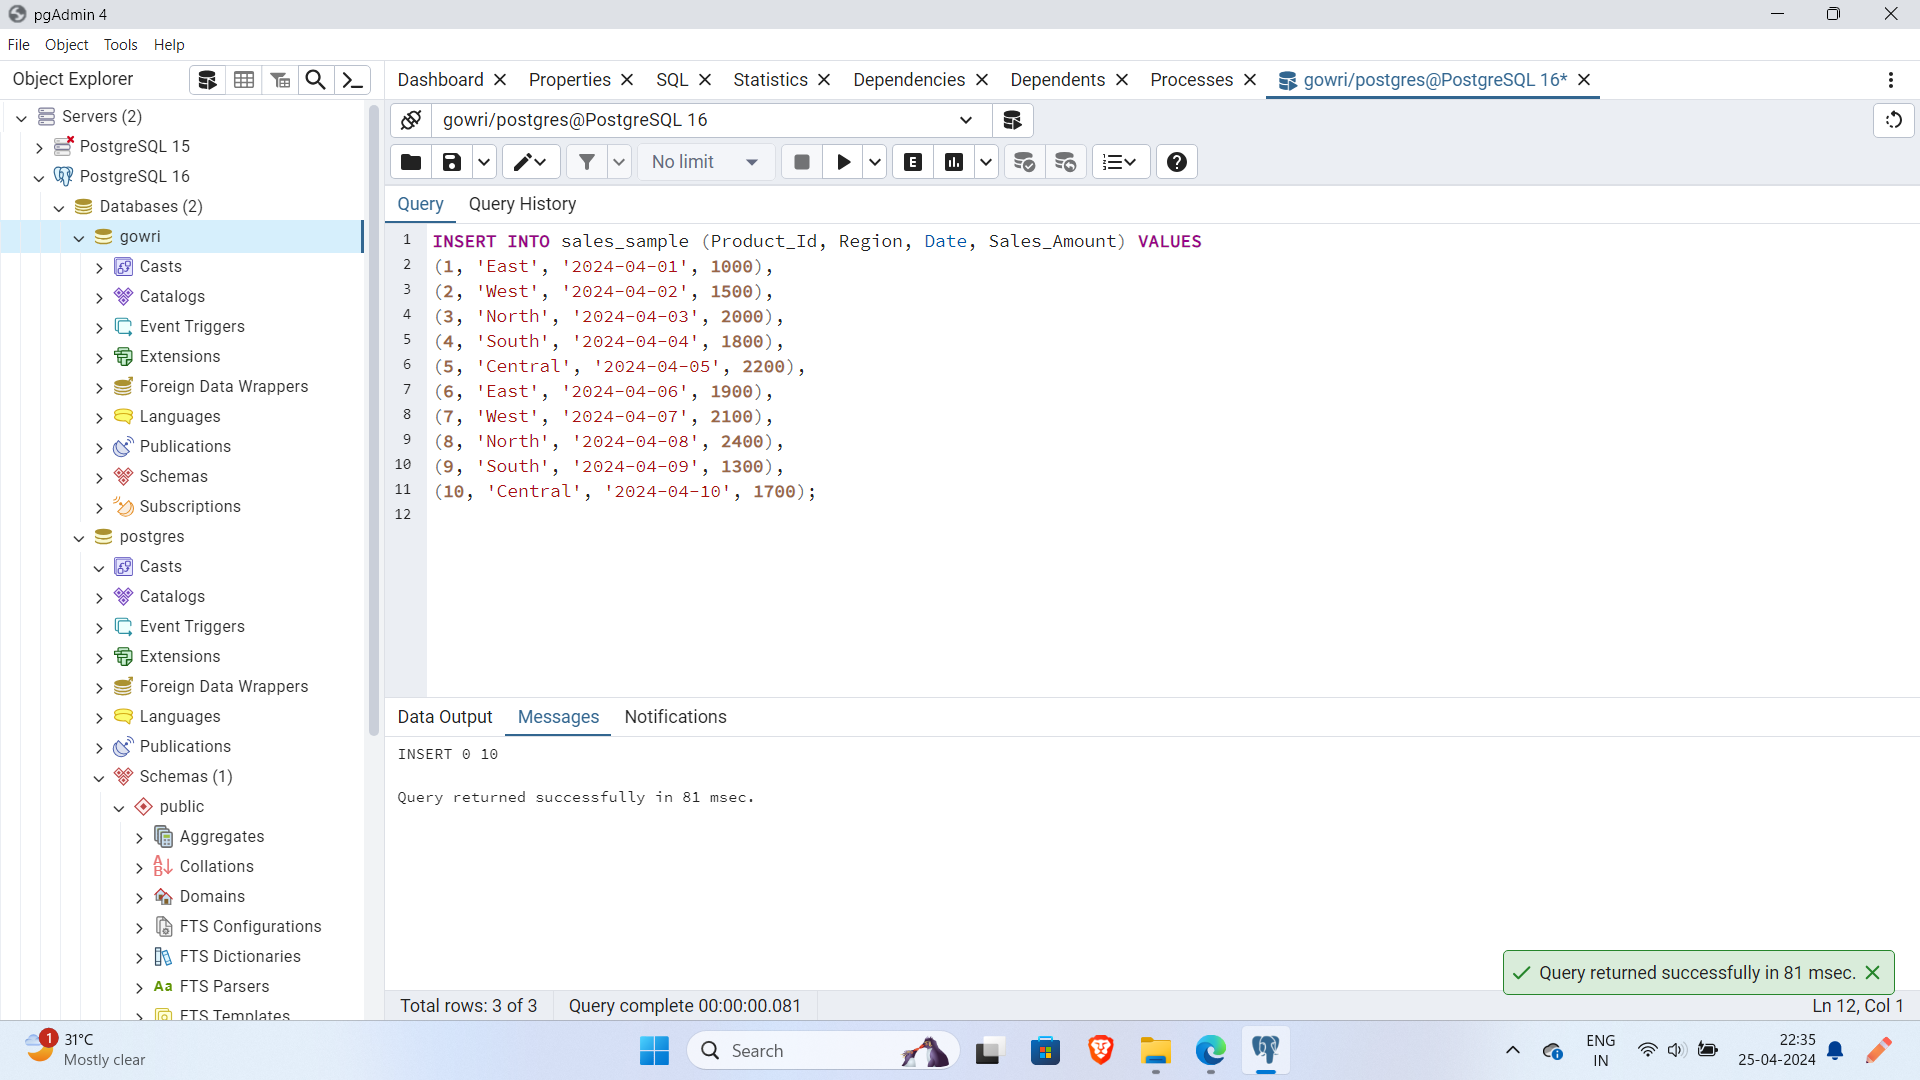 pgAdmin 4
File Object Tools Help
Object Explorer
Dashboard Properties SQL Statistics Dependencies Dependents Processes gowri/postgres@PostgreSQL 16*
Servers (2)
PostgreSQL 15
PostgreSQL 16
Databases (2)
gowri
Casts
Catalogs
Event Triggers
Extensions
Foreign Data Wrappers
Languages
Publications
Schemas
Subscriptions
postgres
Casts
Catalogs
Event Triggers
Extensions
Foreign Data Wrappers
Languages
Publications
Schemas (1)
public
Aggregates
Collations
Domains
FTS Configurations
FTS Dictionaries
Aa FTS Parsers
FTS Templates
gowri/postgres@PostgreSQL 16
No limit
E
Query Query History
1 INSERT INTO sales_sample (Product_Id, Region, Date, Sales_Amount) VALUES
2 (1, 'East', '2024-04-01', 1000),
3 (2, 'West', '2024-04-02', 1500),
4 (3, 'North', '2024-04-03', 2000),
5 (4, 'South', '2024-04-04', 1800),
6 (5, 'Central', '2024-04-05', 2200),
7 (6, 'East', '2024-04-06', 1900),
8 (7, 'West', '2024-04-07', 2100),
9 (8, 'North', '2024-04-08', 2400),
10 (9, 'South', '2024-04-09', 1300),
11 (10, 'Central', '2024-04-10', 1700);
12
Data Output Messages Notifications
INSERT 0 10
Query returned successfully in 81 msec.
Query returned successfully in 81 msec.
Total rows: 3 of 3 Query complete 00:00:00.081 Ln 12, Col 1
1
31°C
Mostly clear
Search
ENG
IN
22:35
25-04-2024